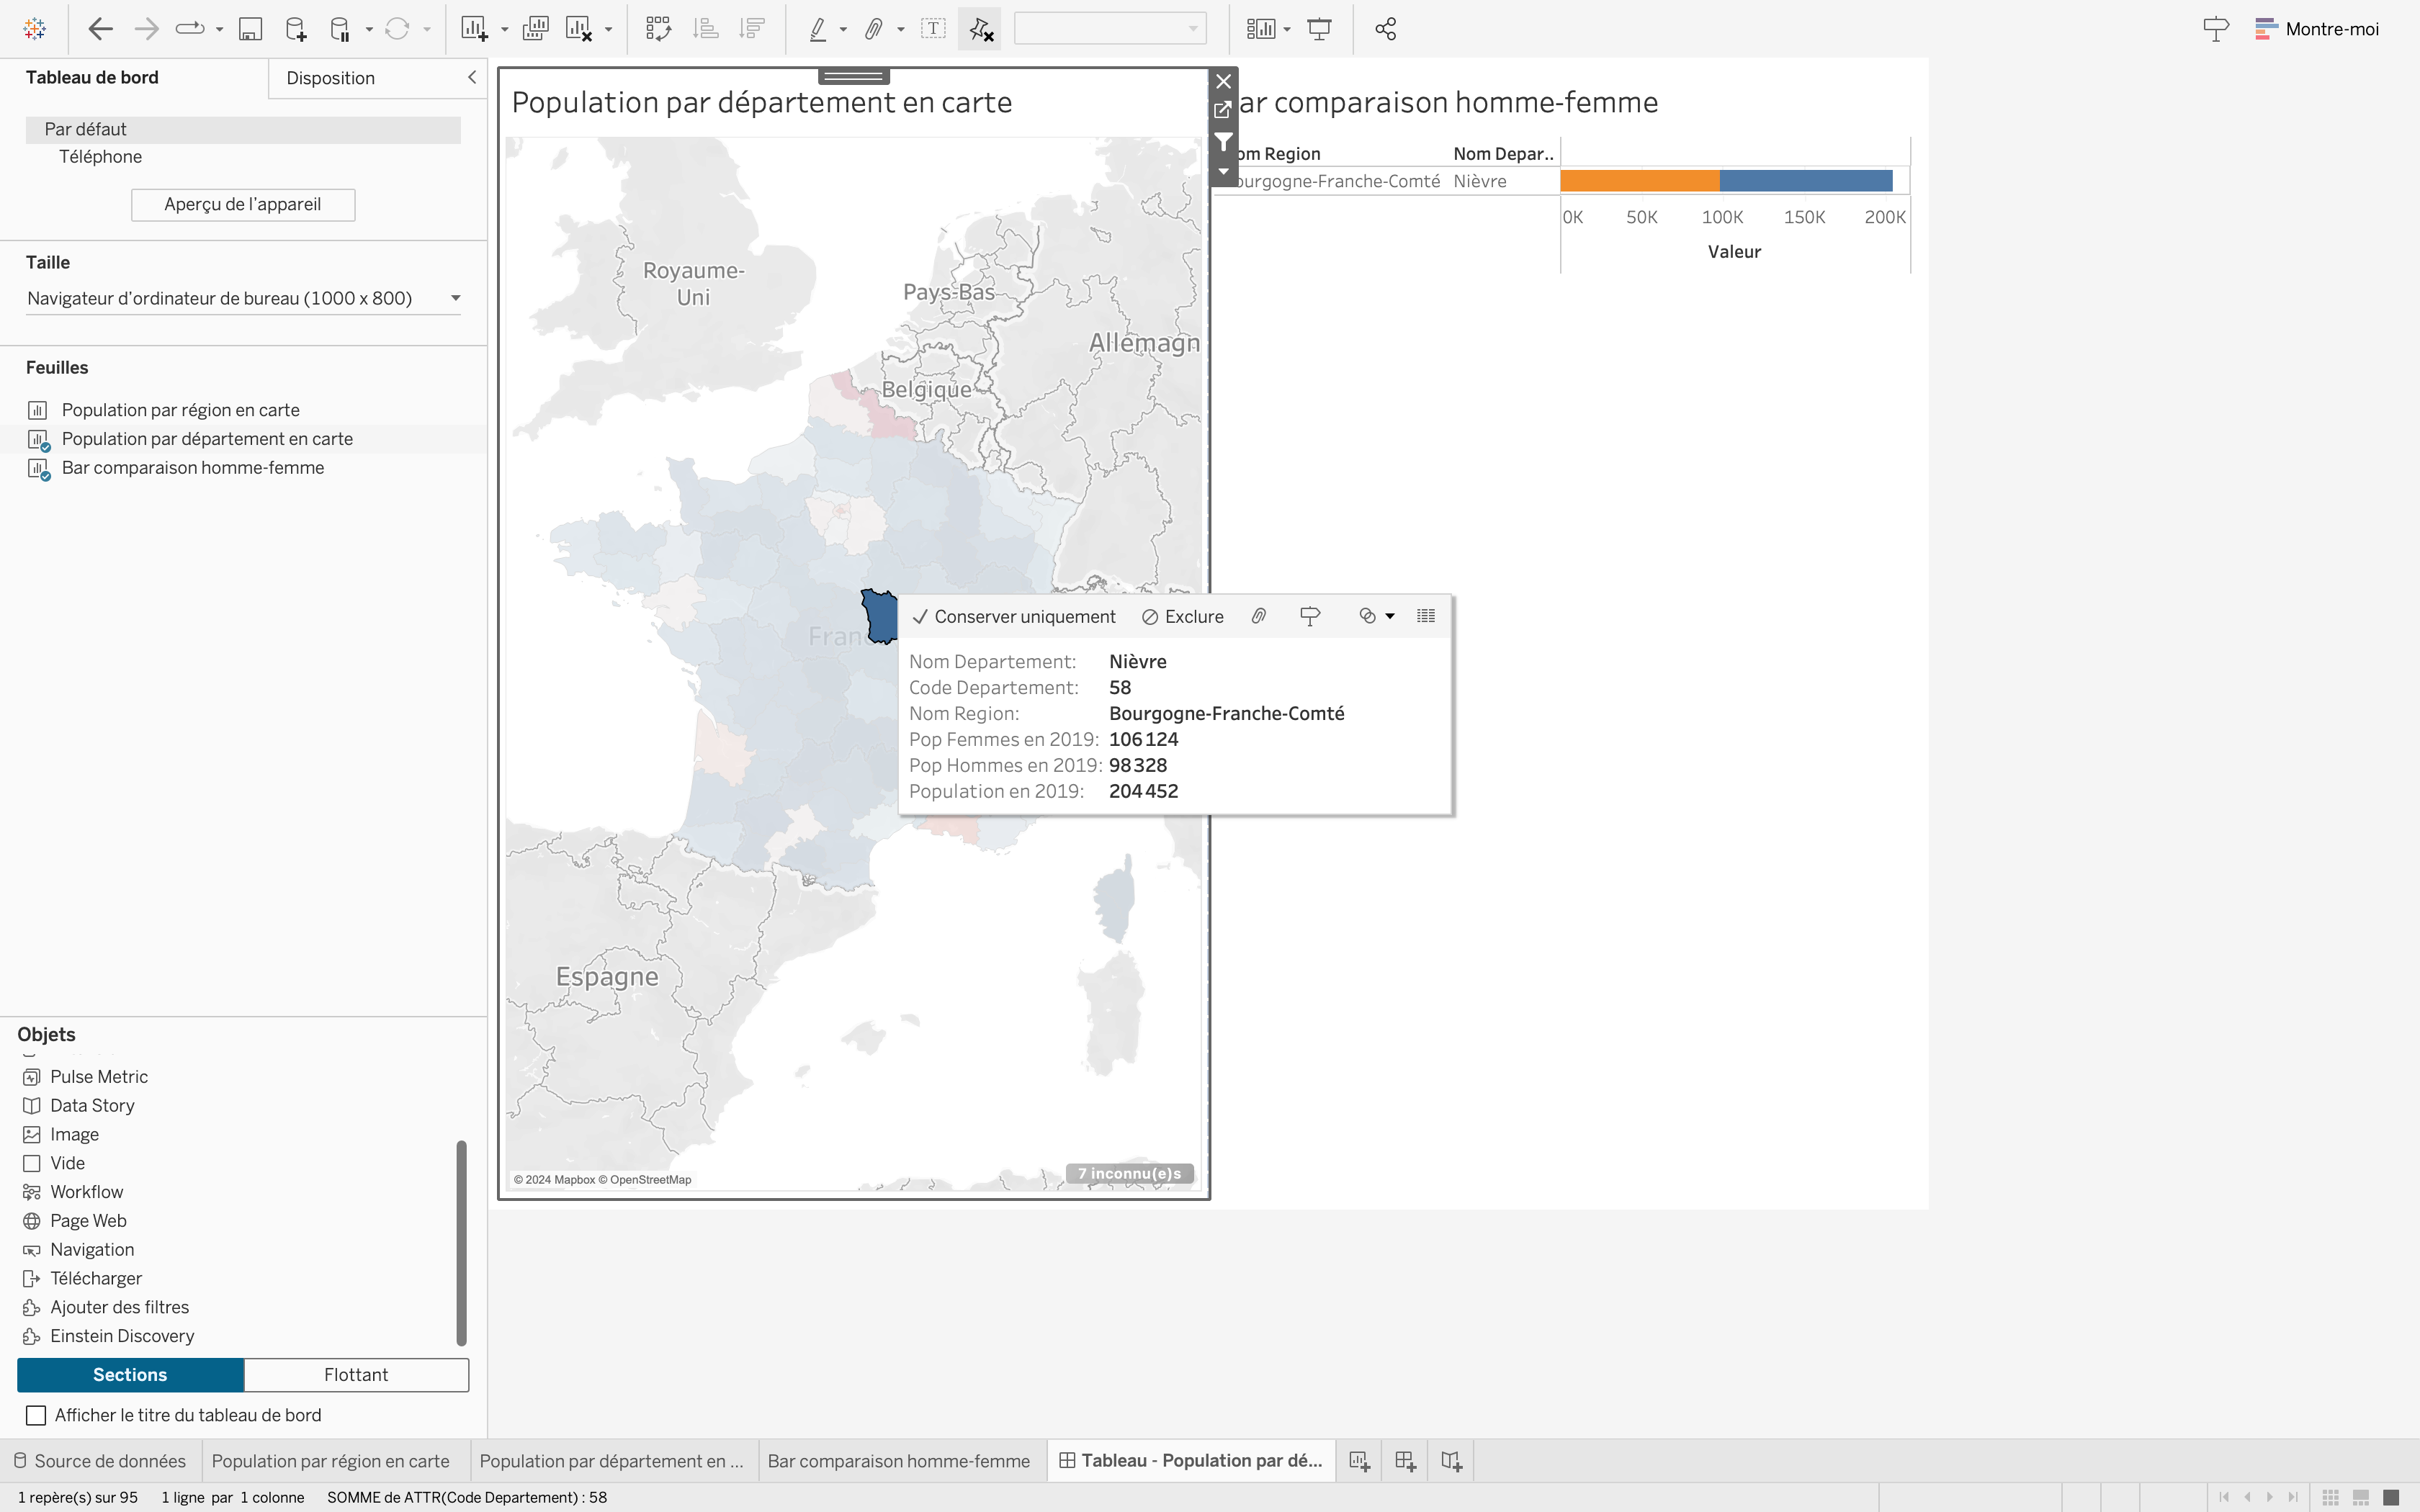 Montre-moi
Tableau de bord
Disposition
Par défaut
Téléphone
Aperçu de l'appareil
Taille
Navigateur d'ordinateur de bureau (1000 x 800)
Feuilles
Population par région en carte
Population par département en carte
Bar comparaison homme-femme
Objets
Pulse Metric
Data Story
Image
Vide
Workflow
Page Web
Navigation
Télécharger
Ajouter des filtres
Einstein Discovery
Sections
Flottant
Afficher le titre du tableau de bord
Population par département en carte
Royaume-
Uni
Pays-Bas
Allemagn
Belgique
Franc
Espagne
© 2024 Mapbox © OpenStreetMap
7 inconnu(e)s
Conserver uniquement
Exclure
Nom Departement: Nièvre
Code Departement: 58
Nom Region: Bourgogne-Franche-Comté
Pop Femmes en 2019: 106 124
Pop Hommes en 2019: 98 328
Population en 2019: 204 452
ar comparaison homme-femme
om Region
Nom Depar..
ourgogne-Franche-Comté
Nièvre
0K 50K 100K 150K 200K
Valeur
Source de données
Population par région en carte
Population par département en ...
Bar comparaison homme-femme
Tableau - Population par dé...
1 repère(s) sur 95
1 ligne par 1 colonne
SOMME de ATTR(Code Departement) : 58